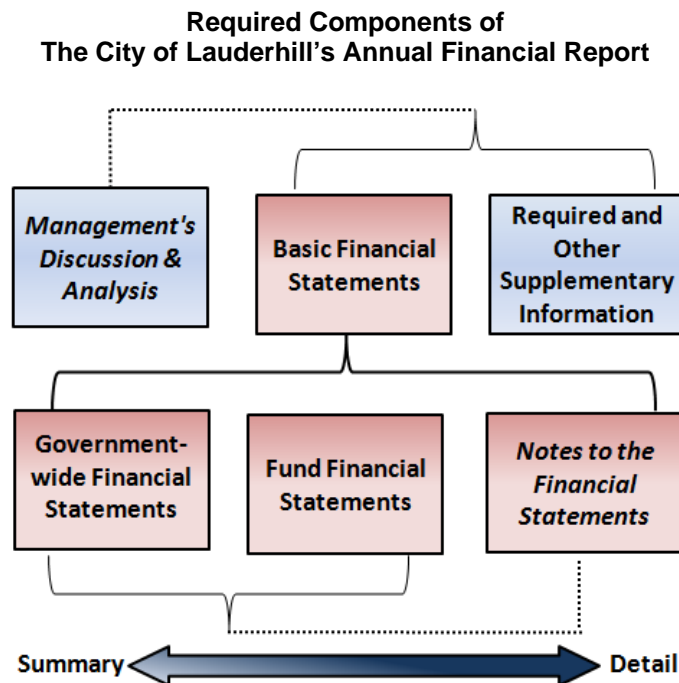 Required Components of
The City of Lauderhill’s Annual Financial Report
Management's
Discussion &
Analysis
Basic Financial
Statements
Required and
Other
Supplementary
Information
Government-
wide Financial
Statements
Fund Financial
Statements
Notes to the
Financial
Statements
Summary
Detail